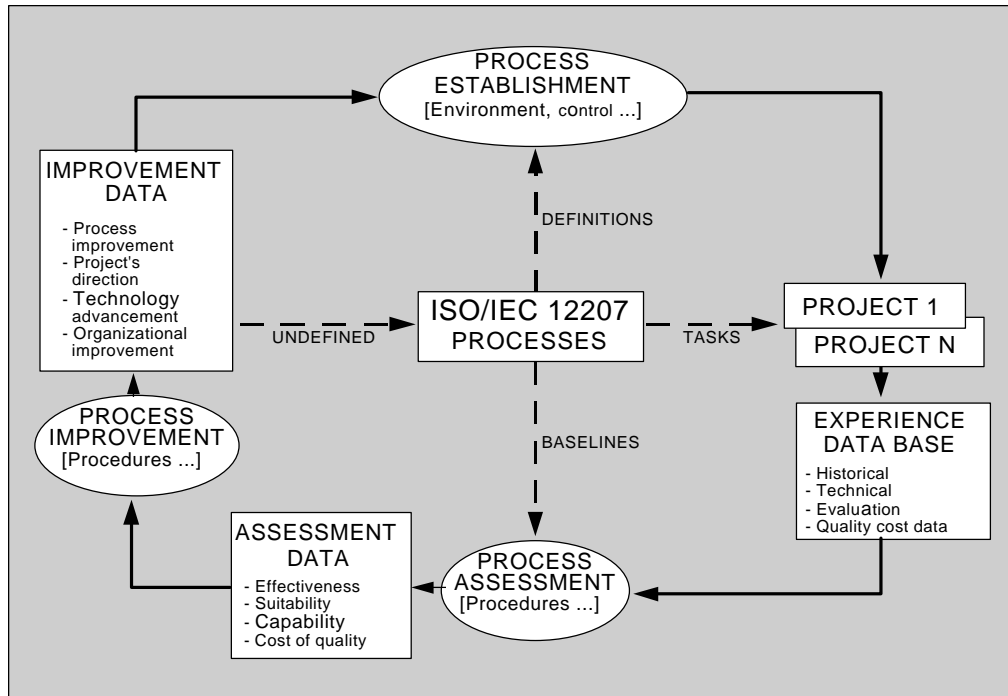 PROCESS
ESTABLISHMENT
[Environment, control ...]
IMPROVEMENT
DATA
- Process
improvement
- Project's
direction
- Technology
advancement
- Organizational
improvement
DEFINITIONS
UNDEFINED
ISO/IEC 12207
PROCESSES
TASKS
PROJECT 1
PROJECT N
PROCESS
IMPROVEMENT
[Procedures ...]
BASELINES
EXPERIENCE
DATA BASE
- Historical
- Technical
- Evaluation
- Quality cost data
ASSESSMENT
DATA
- Effectiveness
- Suitability
- Capability
- Cost of quality
PROCESS
ASSESSMENT
[Procedures ...]